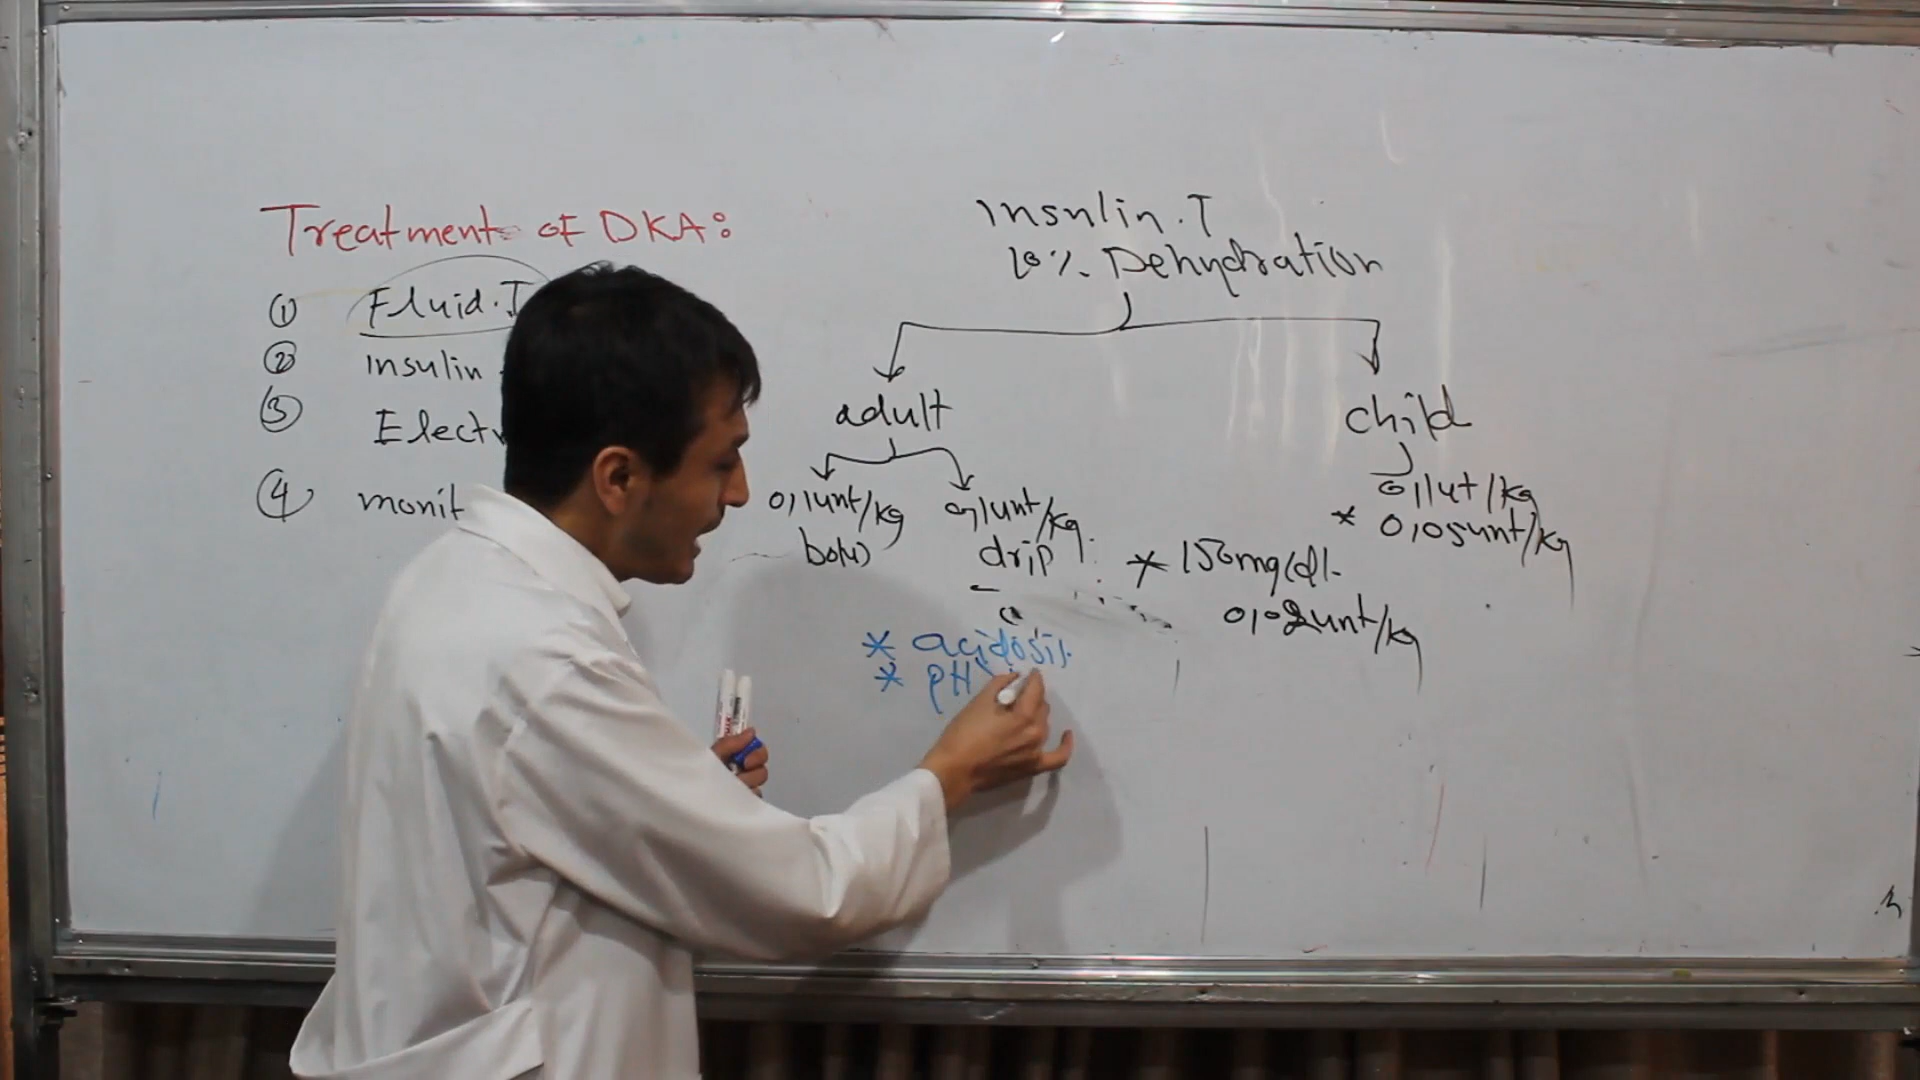 Treatment of DKA:
① Fluid.T
② insulin
③ Electr
④ monit
insulin.T
10% Dehydration
adult
child
0,1unt/kg
bolus
0,1unt/kg
drip
0,1ut/kg
* 0,05unt/kg
* 150mg/dl.
0,02unt/kg
* acidosis
* PH